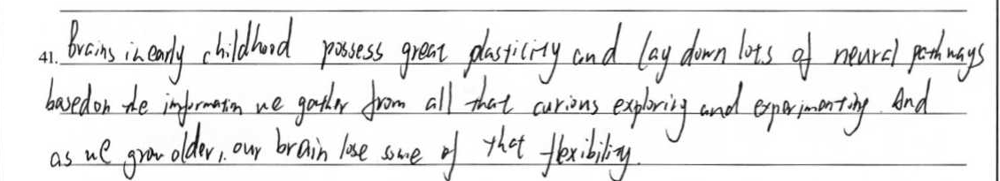 41. Brains in early childhood possess great plasticity and lay down lots of neural pathways
based on the information we gather from all that curious exploring and experimenting. And
as we grow older, our brain lose some of that flexibility.